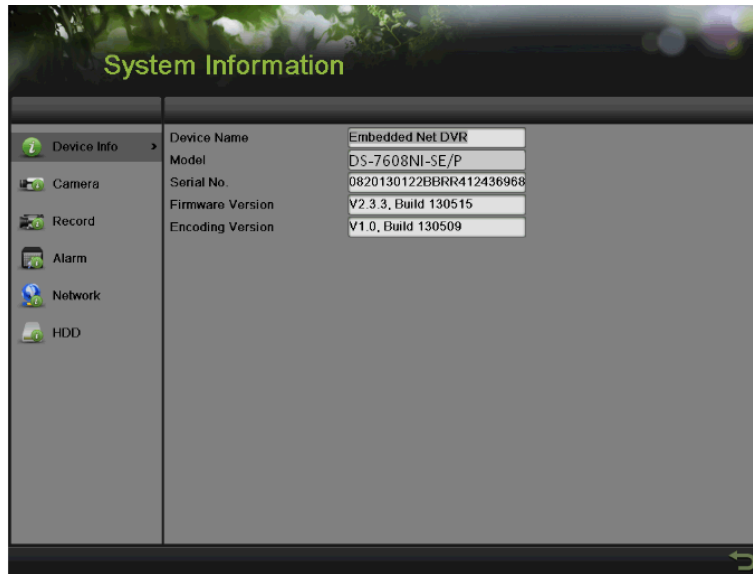 System Information
Device Info
Camera
Record
Alarm
Network
HDD
Device Name Embedded Net DVR
Model DS-7608NI-SE/P
Serial No. 0820130122BBRR412436968
Firmware Version V2.3.3, Build 130515
Encoding Version V1.0, Build 130509